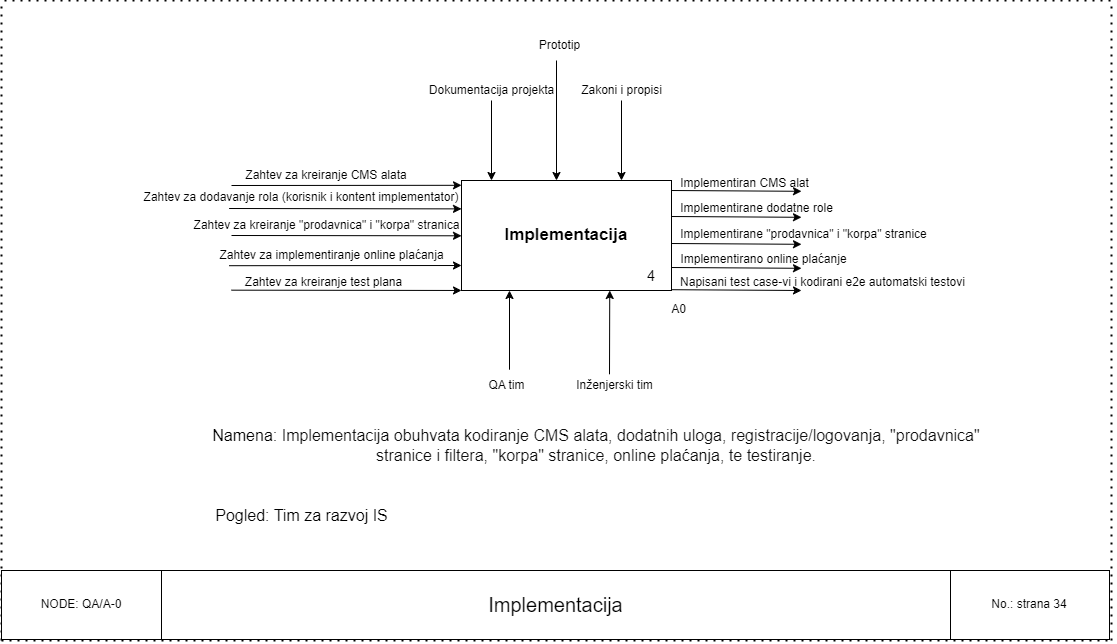 Prototip
Dokumentacija projekta
Zakoni i propisi
Zahtev za kreiranje CMS alata
Zahtev za dodavanje rola (korisnik i kontent implementator)
Zahtev za kreiranje "prodavnica" i "korpa" stranica
Zahtev za implementiranje online plaćanja
Zahtev za kreiranje test plana
Implementacija
4
A0
Implementiran CMS alat
Implementirane dodatne role
Implementirane "prodavnica" i "korpa" stranice
Implementirano online plaćanje
Napisani test case-vi i kodirani e2e automatski testovi
QA tim
Inženjerski tim
Namena: Implementacija obuhvata kodiranje CMS alata, dodatnih uloga, registracije/logovanja, "prodavnica"
stranice i filtera, "korpa" stranice, online plaćanja, te testiranje.
Pogled: Tim za razvoj IS
NODE: QA/A-0
Implementacija
No.: strana 34